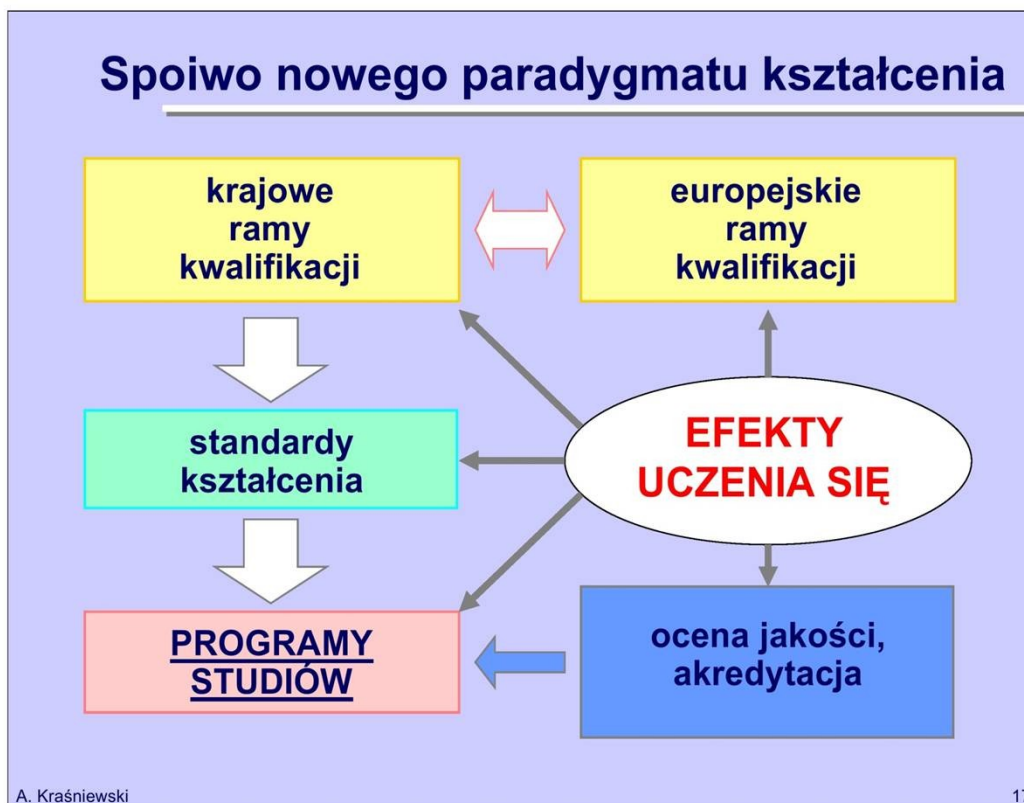 Spoiwo nowego paradygmatu kształcenia
krajowe
ramy
kwalifikacji
europejskie
ramy
kwalifikacji
standardy
kształcenia
EFEKTY
UCZENIA SIĘ
PROGRAMY
STUDIÓW
ocena jakości,
akredytacja
A. Kraśniewski
17